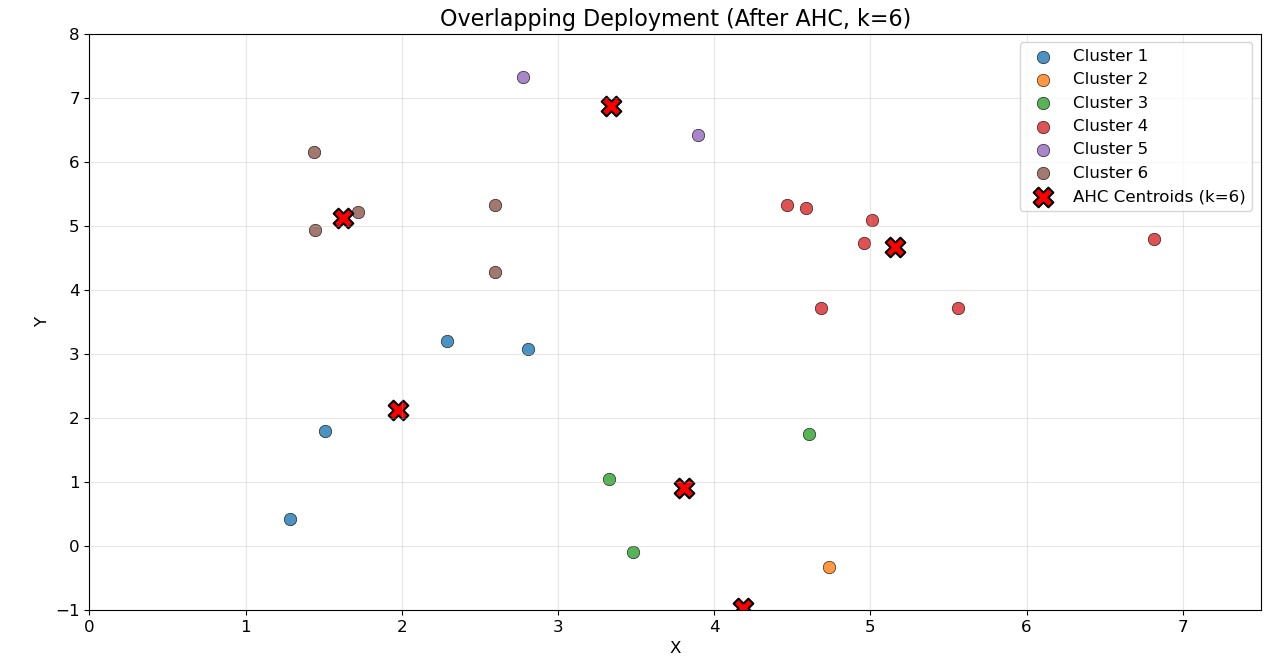 Overlapping Deployment (After AHC, k=6)
8
7
6
5
4
3
2
1
0
−1
Y
0 1 2 3 4 5 6 7
X
Cluster 1
Cluster 2
Cluster 3
Cluster 4
Cluster 5
Cluster 6
AHC Centroids (k=6)